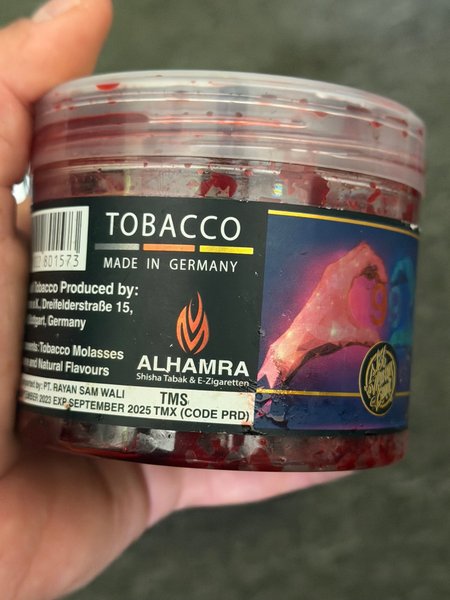 801573
TOBACCO
MADE IN GERMANY
Tobacco Produced by:
Dreifelderstraße 15,
Germany
Tobacco Molasses
and Natural Flavours
ALHAMRA
Shisha Tabak & E-Zigaretten
by: PT. RAYAN SAM WALI
TMS
2023 EXP SEPTEMBER 2025 TMX (CODE PRD)